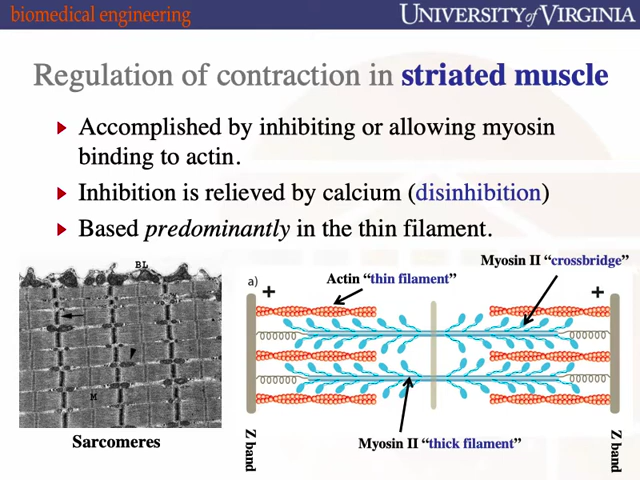 biomedical engineering
UNIVERSITY of VIRGINIA
Regulation of contraction in striated muscle
Accomplished by inhibiting or allowing myosin
binding to actin.
Inhibition is relieved by calcium (disinhibition)
Based predominantly in the thin filament.
BL
M
Sarcomeres
a)
Actin “thin filament”
Myosin II “crossbridge”
+
+
Z band
Myosin II “thick filament”
Z band